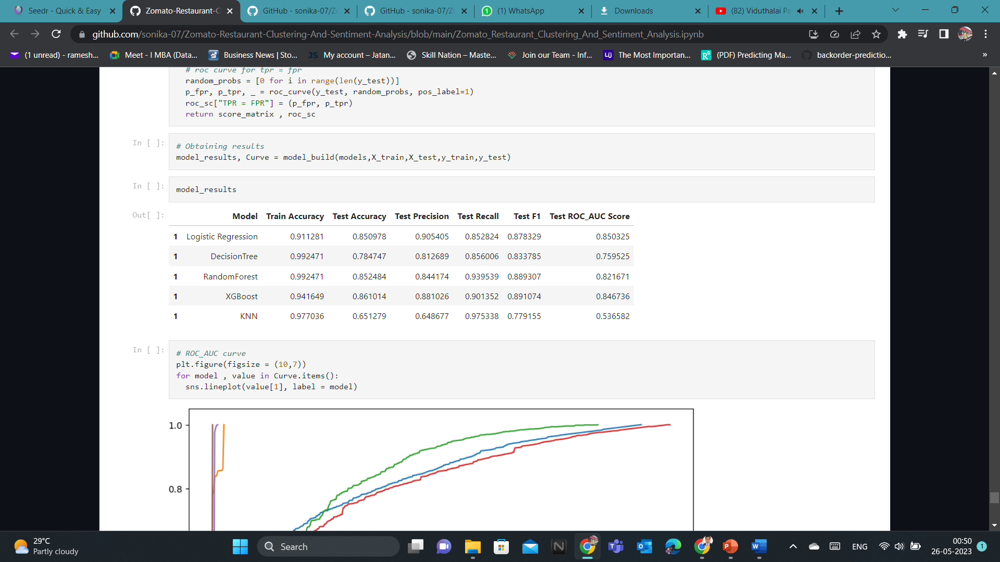 Seedr - Quick & Easy
Zomato-Restaurant-C
GitHub - sonika-07/Zo
GitHub - sonika-07/Zo
(1) WhatsApp
Downloads
(82) Viduthalai Pa
github.com/sonika-07/Zomato-Restaurant-Clustering-And-Sentiment-Analysis/blob/main/Zomato_Restaurant_Clustering_And_Sentiment_Analysis.ipynb
(1 unread) - ramesh...
Meet - I MBA (Data...
Business News | Sto...
JS My account – Jatan...
Skill Nation – Maste...
Join our Team - Inf...
LÜ The Most Importan...
R⁶ (PDF) Predicting Ma...
backorder-predictio...
»
# roc curve for tpr = fpr
random_probs = [0 for i in range(len(y_test))]
p_fpr, p_tpr, _ = roc_curve(y_test, random_probs, pos_label=1)
roc_sc["TPR = FPR"] = (p_fpr, p_tpr)
return score_matrix , roc_sc
In [ ]:
# Obtaining results
model_results, Curve = model_build(models,X_train,X_test,y_train,y_test)
In [ ]:
model_results
Out[ ]:
Model Train Accuracy Test Accuracy Test Precision Test Recall Test F1 Test ROC_AUC Score
1 Logistic Regression 0.911281 0.850978 0.905405 0.852824 0.878329 0.850325
1 DecisionTree 0.992471 0.784747 0.812689 0.856006 0.833785 0.759525
1 RandomForest 0.992471 0.852484 0.844174 0.939539 0.889307 0.821671
1 XGBoost 0.941649 0.861014 0.881026 0.901352 0.891074 0.846736
1 KNN 0.977036 0.651279 0.648677 0.975338 0.779155 0.536582
In [ ]:
# ROC_AUC curve
plt.figure(figsize = (10,7))
for model , value in Curve.items():
sns.lineplot(value[1], label = model)
1.0
0.8
29°C
Partly cloudy
Search
ENG
00:50
26-05-2023
1